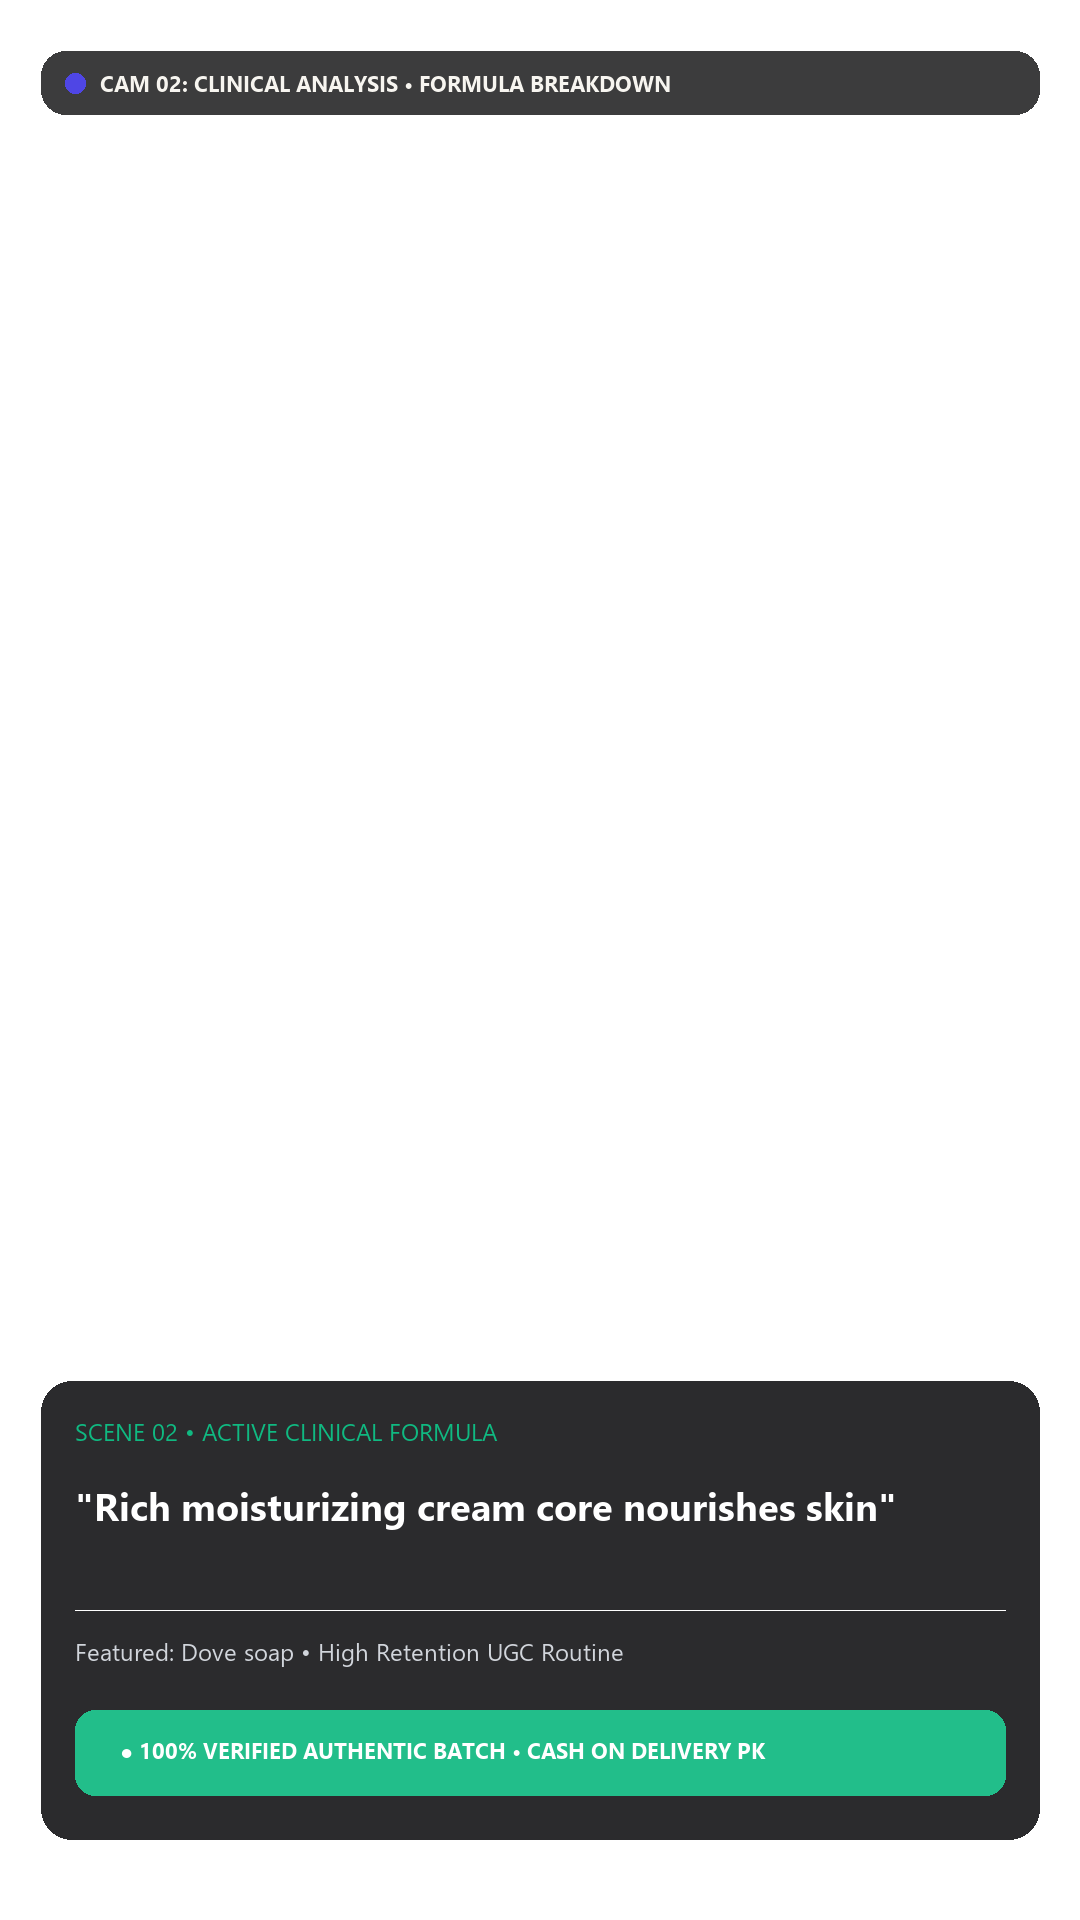 CAM 02: CLINICAL ANALYSIS • FORMULA BREAKDOWN
SCENE 02 • ACTIVE CLINICAL FORMULA
"Rich moisturizing cream core nourishes skin"
Featured: Dove soap • High Retention UGC Routine
• 100% VERIFIED AUTHENTIC BATCH • CASH ON DELIVERY PK